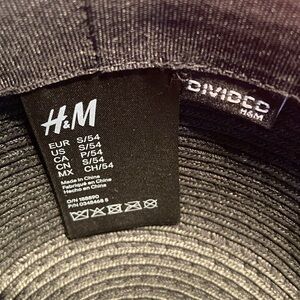 H&M
EUR S/54
US S/54
CA P/54
CN S/54
MX CH/54
Made in China
Fabriqué en Chine
Hecho en China
DIVIDED
H&M